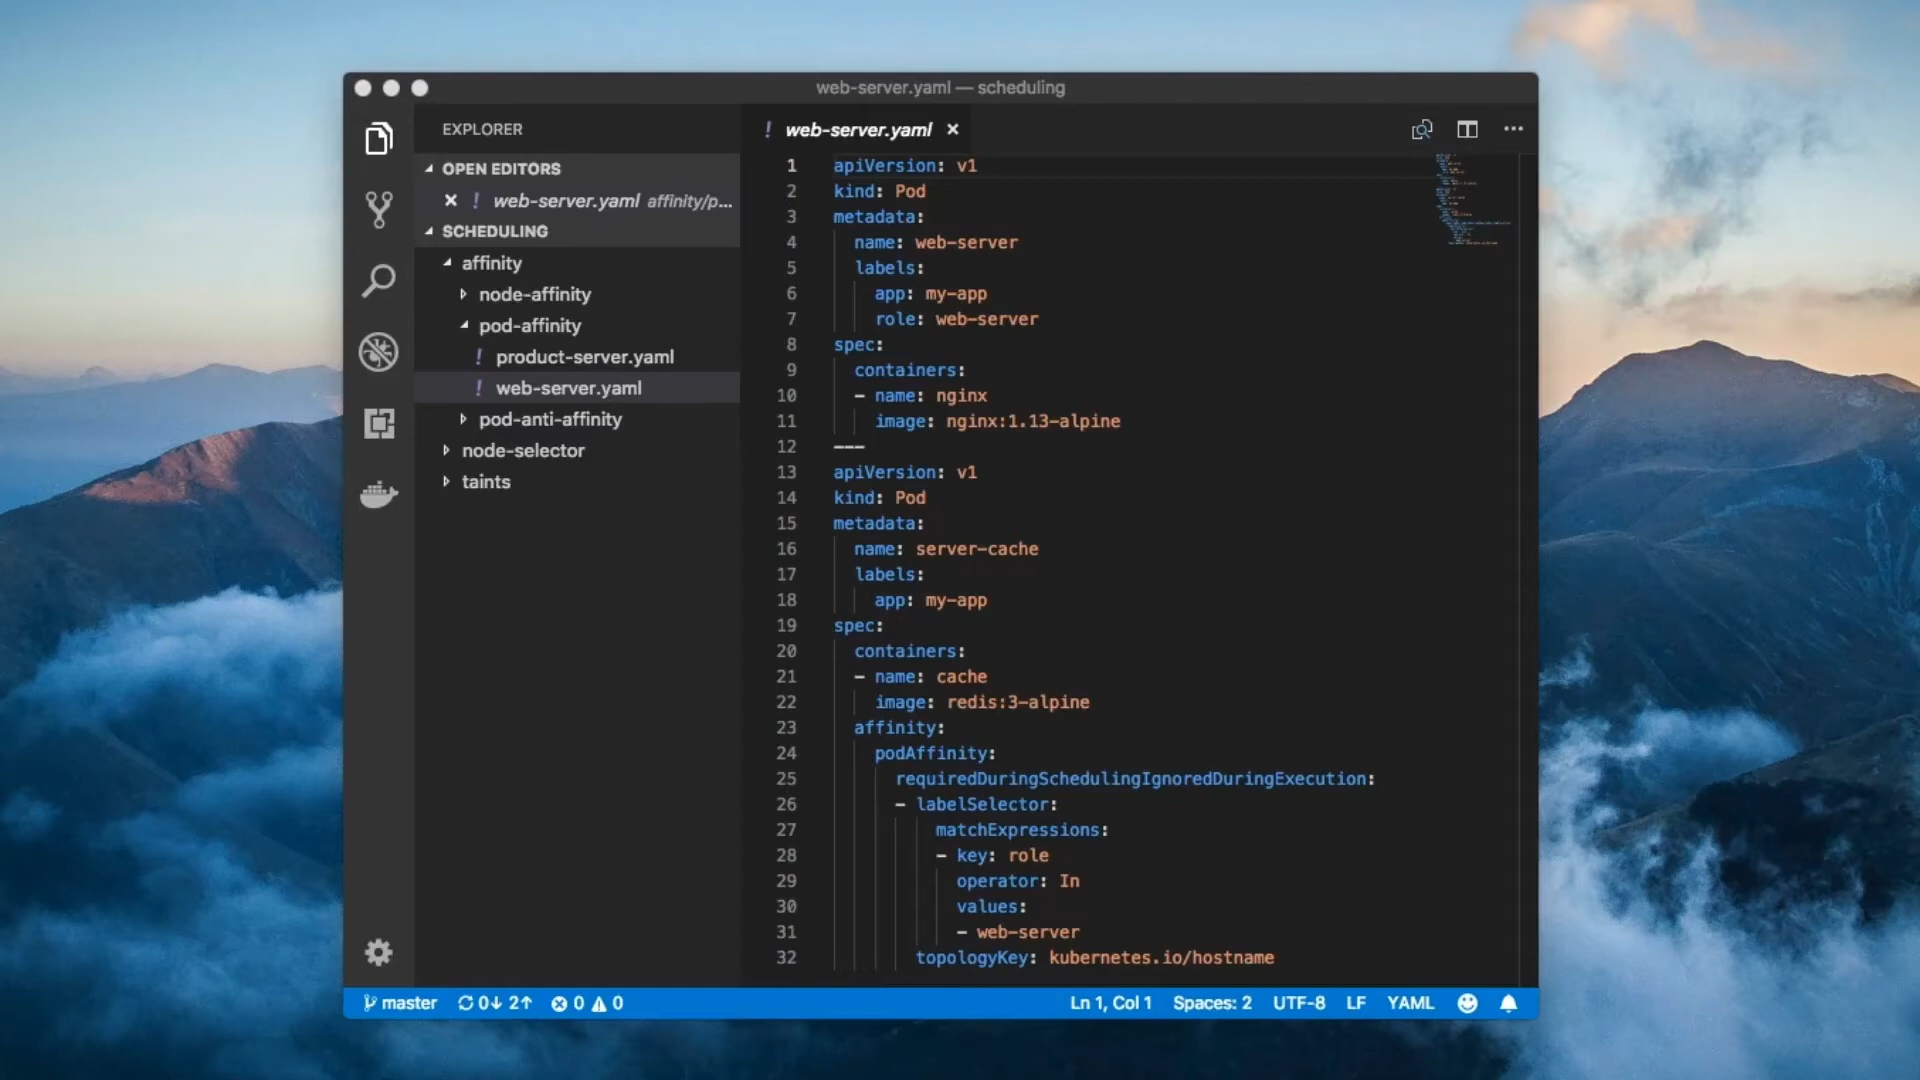 web-server.yaml — scheduling
EXPLORER
OPEN EDITORS
× ! web-server.yaml affinity/p...
SCHEDULING
affinity
node-affinity
pod-affinity
! product-server.yaml
! web-server.yaml
pod-anti-affinity
node-selector
taints
! web-server.yaml ×
1 apiVersion: v1
2 kind: Pod
3 metadata:
4 name: web-server
5 labels:
6 app: my-app
7 role: web-server
8 spec:
9 containers:
10 - name: nginx
11 image: nginx:1.13-alpine
12 ---
13 apiVersion: v1
14 kind: Pod
15 metadata:
16 name: server-cache
17 labels:
18 app: my-app
19 spec:
20 containers:
21 - name: cache
22 image: redis:3-alpine
23 affinity:
24 podAffinity:
25 requiredDuringSchedulingIgnoredDuringExecution:
26 - labelSelector:
27 matchExpressions:
28 - key: role
29 operator: In
30 values:
31 - web-server
32 topologyKey: kubernetes.io/hostname
master 0↓ 2↑ 0 0 Ln 1, Col 1 Spaces: 2 UTF-8 LF YAML